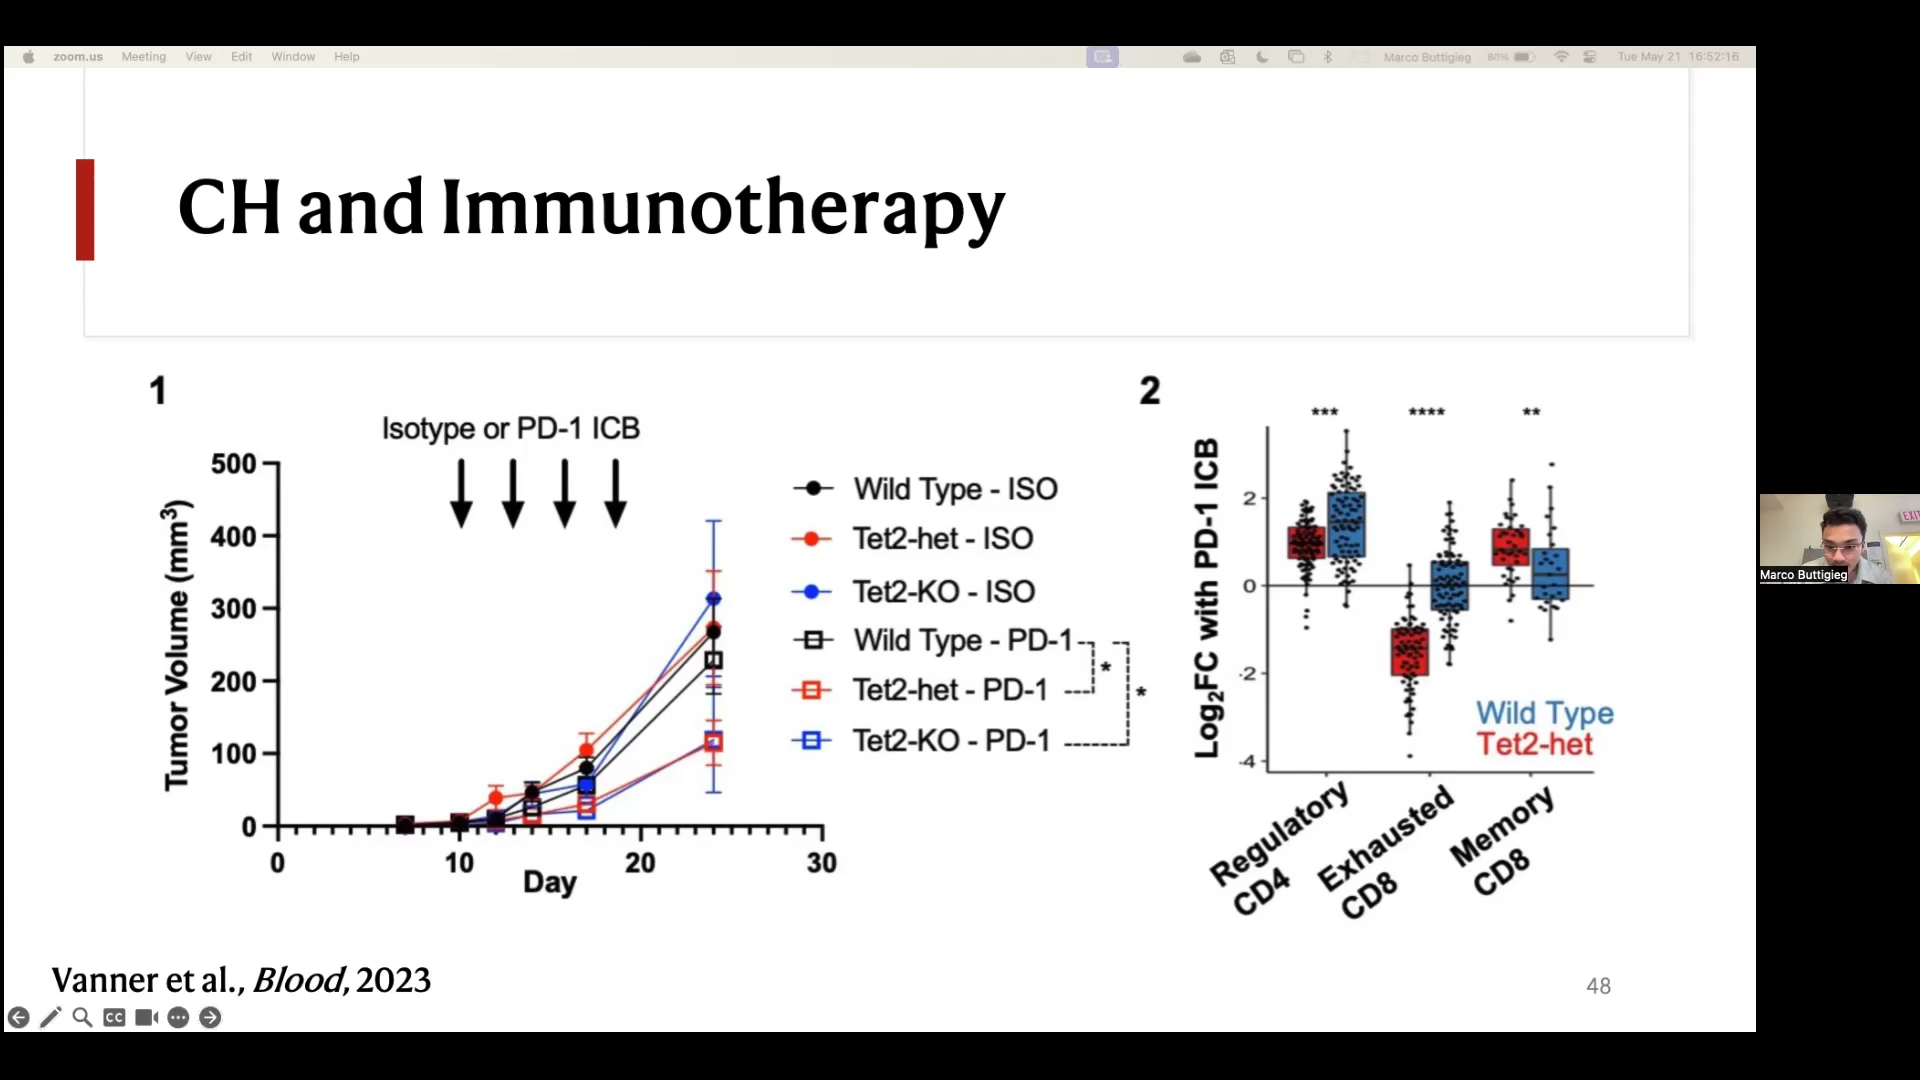 zoom.us Meeting View Edit Window Help Marco Buttigieg 80% Tue May 21 16:52:16
CH and Immunotherapy
1
Isotype or PD-1 ICB
500
400
300
200
100
0
Tumor Volume (mm³)
0 10 20 30
Day
Wild Type - ISO
Tet2-het - ISO
Tet2-KO - ISO
Wild Type - PD-1
Tet2-het - PD-1
Tet2-KO - PD-1
*
*
2
*** **** **
Log₂FC with PD-1 ICB
2
0
-2
-4
Wild Type
Tet2-het
Regulatory CD4
Exhausted CD8
Memory CD8
Vanner et al., Blood, 2023
48
CC
EXIT
Marco Buttigieg